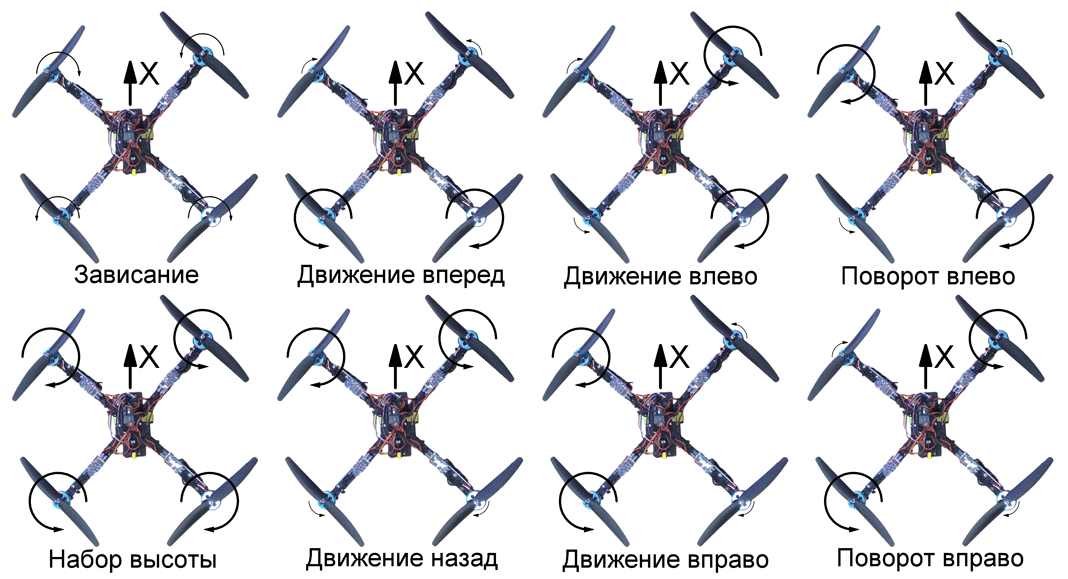 X X X X
Зависание Движение вперед Движение влево Поворот влево
X X X X
Набор высоты Движение назад Движение вправо Поворот вправо